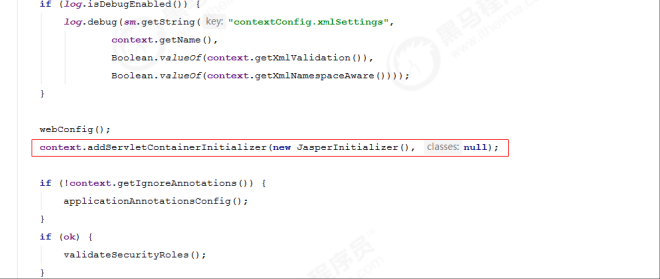 if (log.isDebugEnabled()) {
log.debug(sm.getString( key: "contextConfig.xmlSettings",
context.getName(),
Boolean.valueOf(context.getXmlValidation()),
Boolean.valueOf(context.getXmlNamespaceAware())));
}
webConfig();
context.addServletContainerInitializer(new JasperInitializer(), classes: null);
if (!context.getIgnoreAnnotations()) {
applicationAnnotationsConfig();
}
if (ok) {
validateSecurityRoles();
}